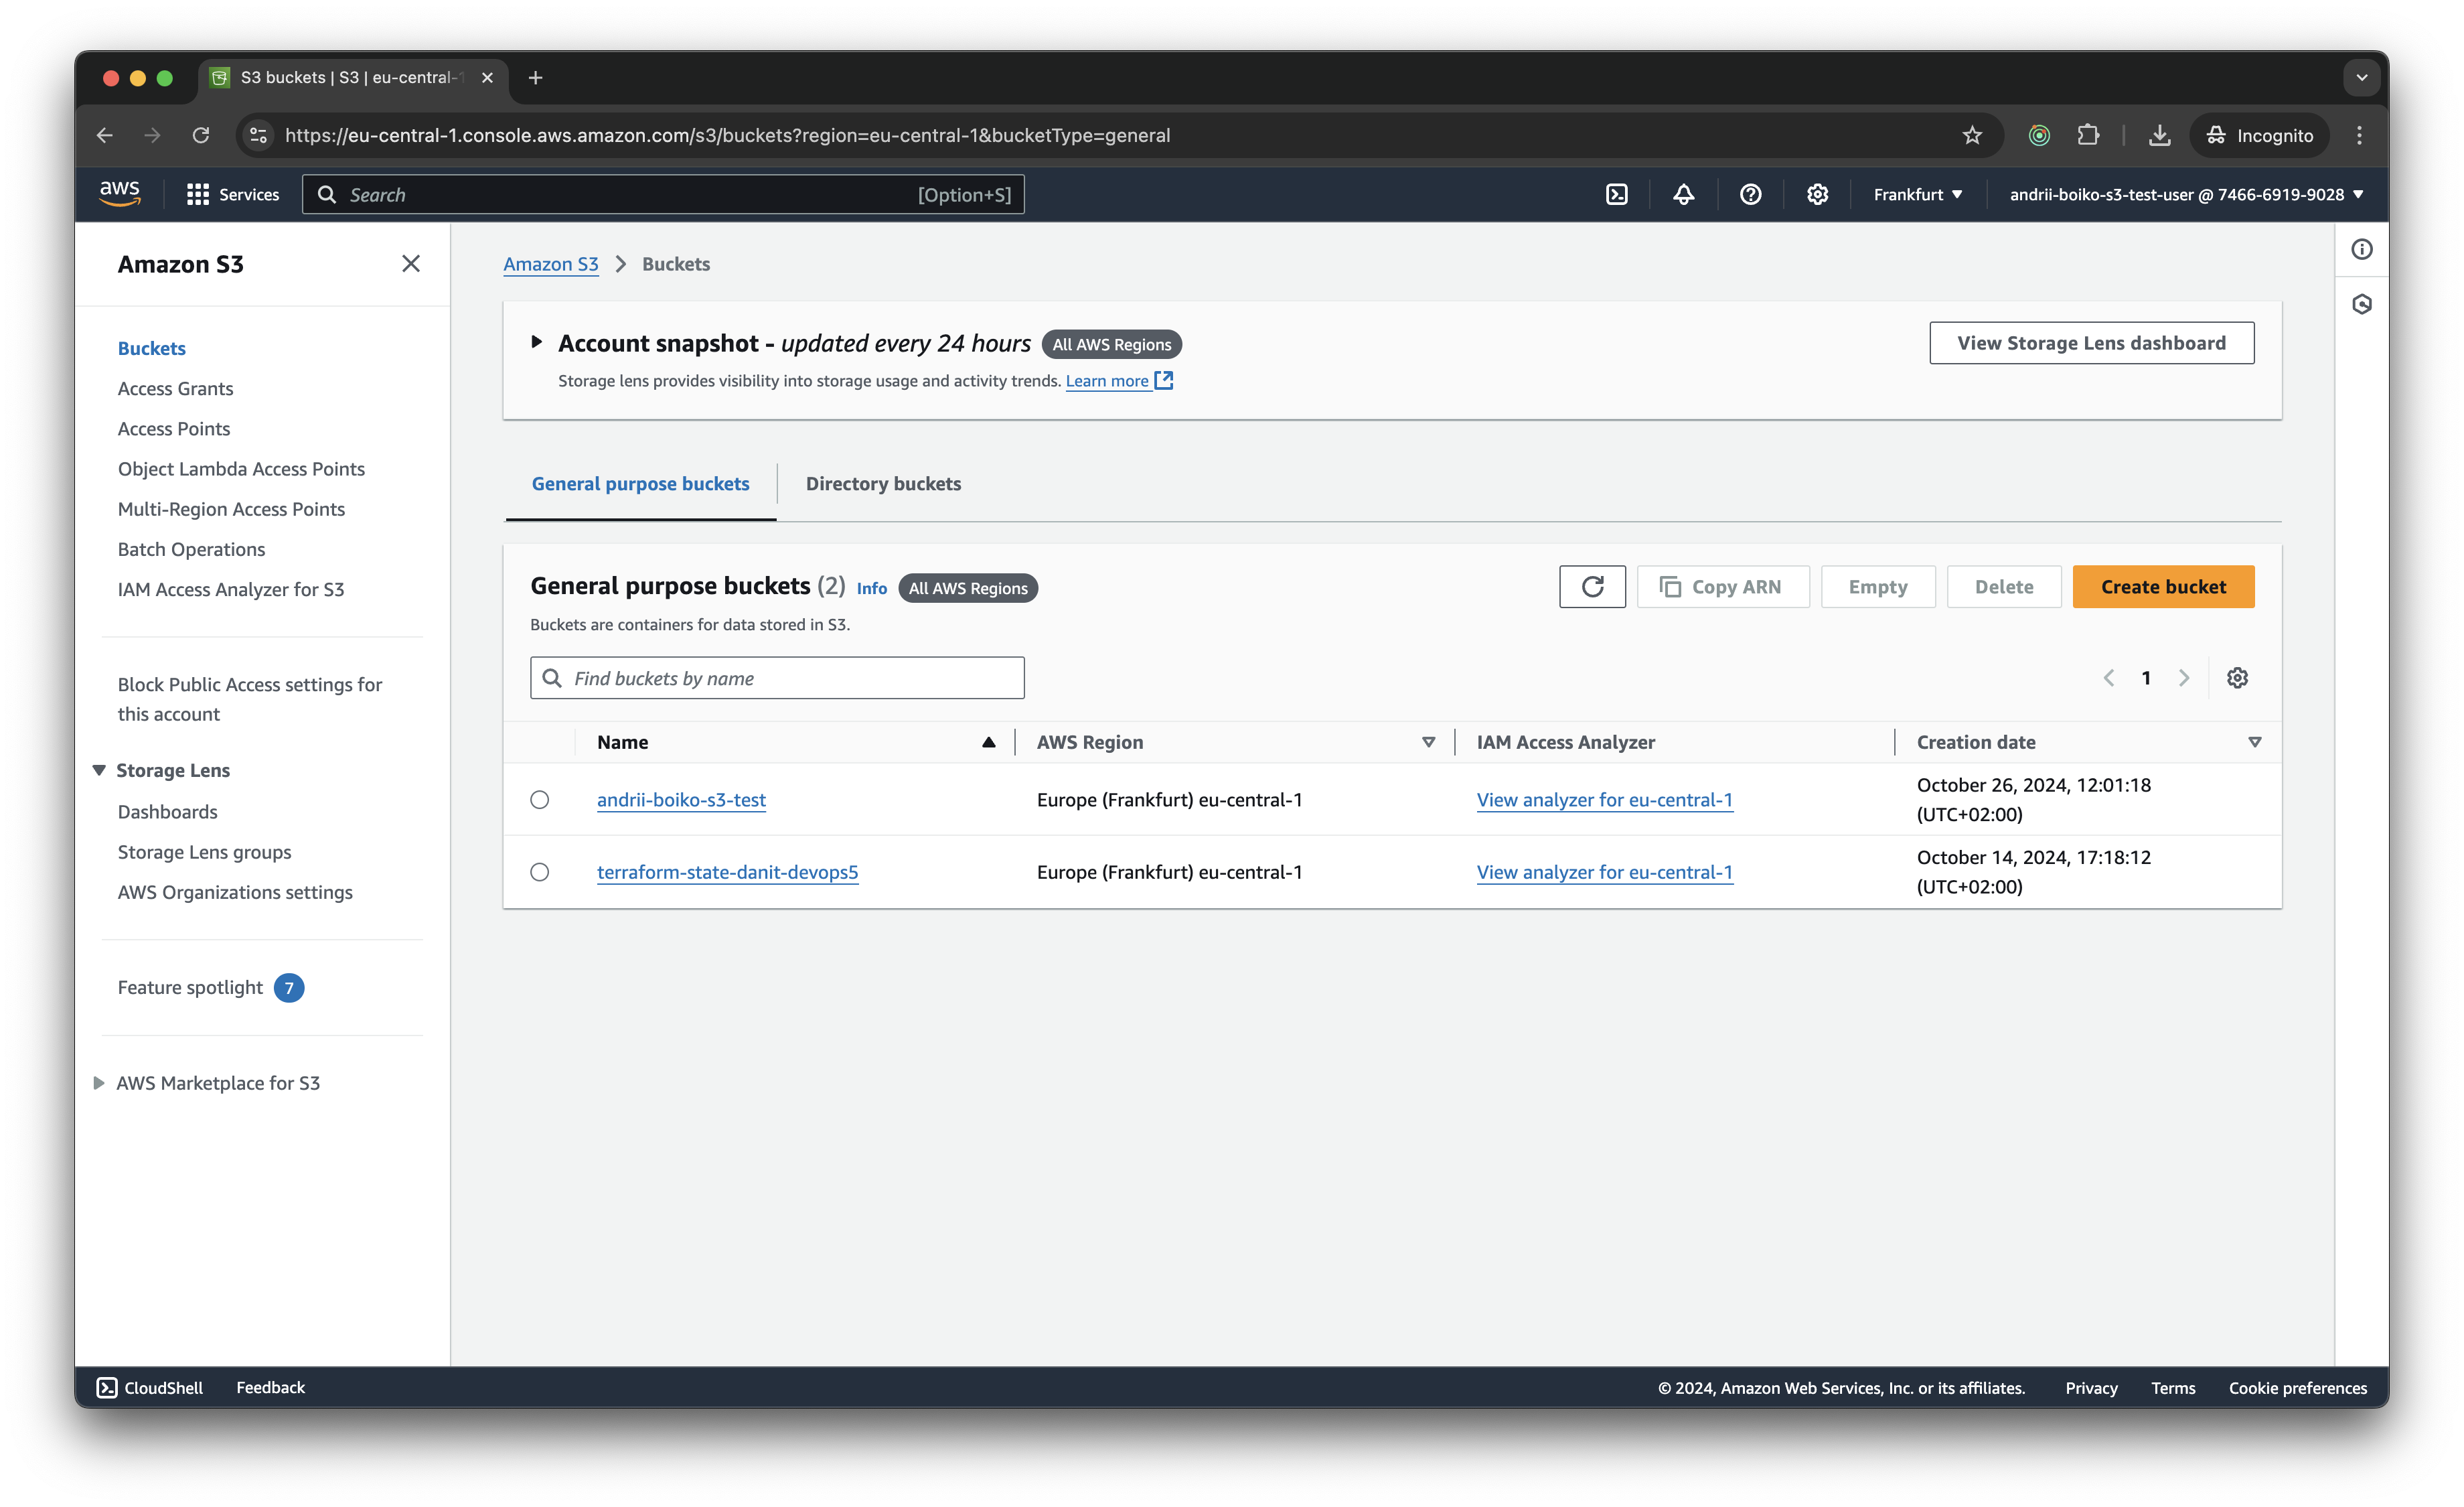 S3 buckets | S3 | eu-central-1
https://eu-central-1.console.aws.amazon.com/s3/buckets?region=eu-central-1&bucketType=general
Incognito
aws
Services
Search
[Option+S]
Frankfurt
andrii-boiko-s3-test-user @ 7466-6919-9028
Amazon S3
Buckets
Access Grants
Access Points
Object Lambda Access Points
Multi-Region Access Points
Batch Operations
IAM Access Analyzer for S3
Block Public Access settings for
this account
Storage Lens
Dashboards
Storage Lens groups
AWS Organizations settings
Feature spotlight 7
AWS Marketplace for S3
Amazon S3 > Buckets
Account snapshot - updated every 24 hours All AWS Regions
View Storage Lens dashboard
Storage lens provides visibility into storage usage and activity trends. Learn more
General purpose buckets
Directory buckets
General purpose buckets (2) Info All AWS Regions
Copy ARN
Empty
Delete
Create bucket
Buckets are containers for data stored in S3.
Find buckets by name
1
Name
AWS Region
IAM Access Analyzer
Creation date
andrii-boiko-s3-test
Europe (Frankfurt) eu-central-1
View analyzer for eu-central-1
October 26, 2024, 12:01:18
(UTC+02:00)
terraform-state-danit-devops5
Europe (Frankfurt) eu-central-1
View analyzer for eu-central-1
October 14, 2024, 17:18:12
(UTC+02:00)
CloudShell
Feedback
© 2024, Amazon Web Services, Inc. or its affiliates.
Privacy
Terms
Cookie preferences